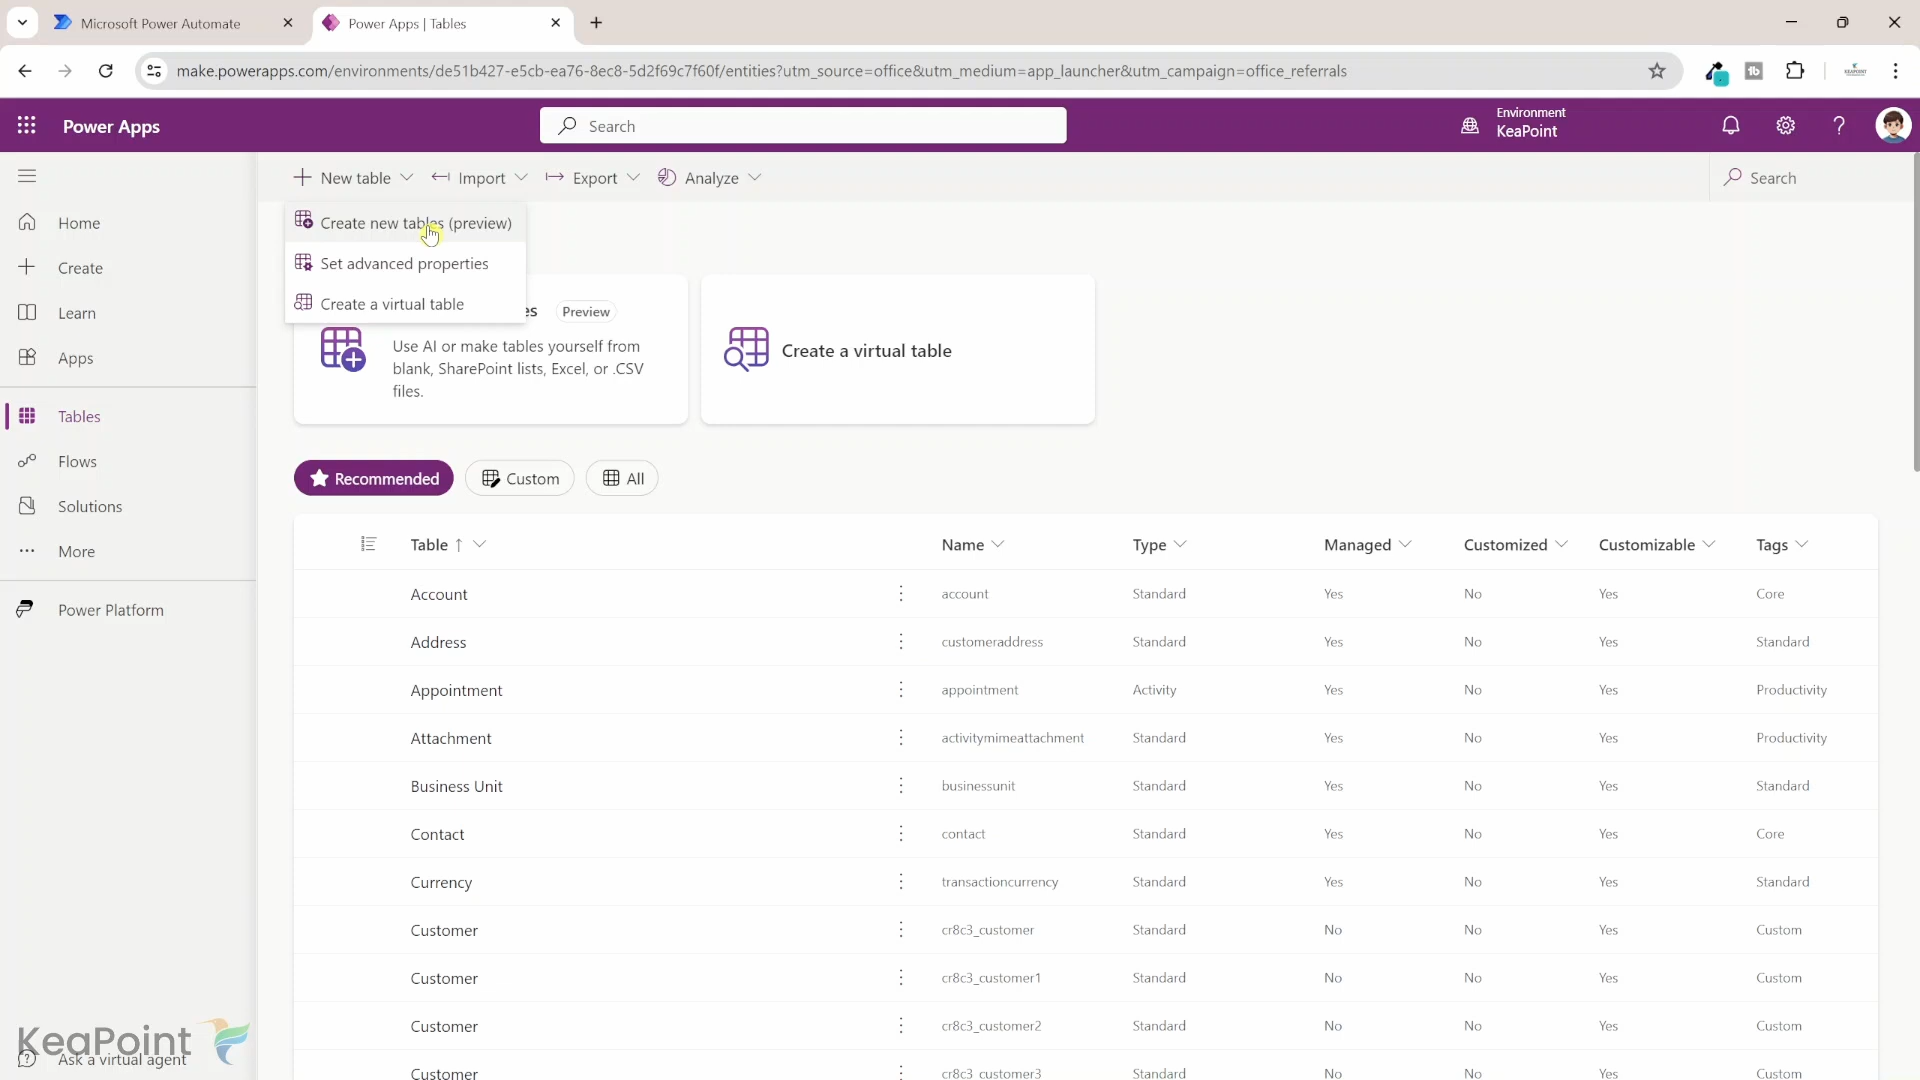 Microsoft Power Automate
Power Apps | Tables
make.powerapps.com/environments/de51b427-e5cb-ea76-8ec8-5d2f69c7f60f/entities?utm_source=office&utm_medium=app_launcher&utm_campaign=office_referrals
Power Apps
Search
Environment
KeaPoint
New table
Import
Export
Analyze
Search
Home
Create
Learn
Apps
Tables
Flows
Solutions
More
Power Platform
Ask a virtual agent
KeaPoint
Create new tables (preview)
Set advanced properties
Create a virtual table
es
Preview
Use AI or make tables yourself from
blank, SharePoint lists, Excel, or .CSV
files.
Create a virtual table
Recommended
Custom
All
Table Name Type Managed Customized Customizable Tags
Account account Standard Yes No Yes Core
Address customeraddress Standard Yes No Yes Standard
Appointment appointment Activity Yes No Yes Productivity
Attachment activitymimeattachment Standard Yes No Yes Productivity
Business Unit businessunit Standard Yes No Yes Standard
Contact contact Standard Yes No Yes Core
Currency transactioncurrency Standard Yes No Yes Standard
Customer cr8c3_customer Standard No No Yes Custom
Customer cr8c3_customer1 Standard No No Yes Custom
Customer cr8c3_customer2 Standard No No Yes Custom
Customer cr8c3_customer3 Standard No No Yes Custom